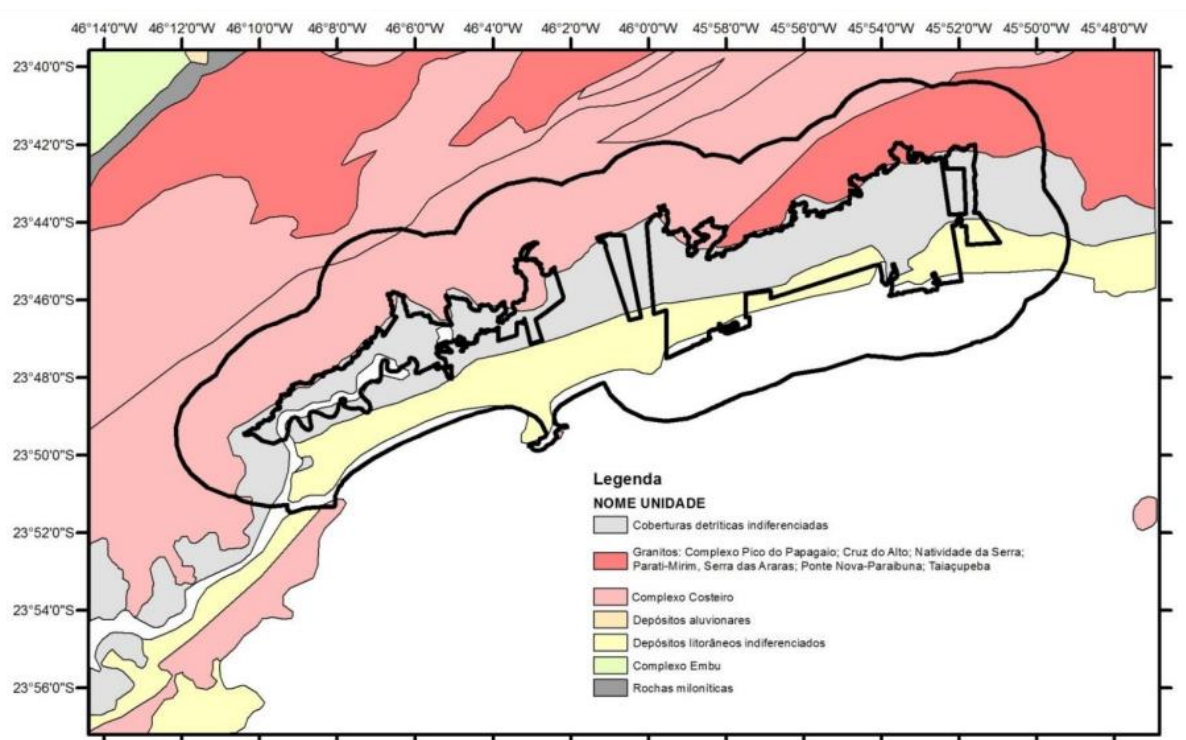 46°14'0"O 46°12'0"O 46°10'0"O 46°8'0"O 46°6'0"O 46°4'0"O 46°2'0"O 46°0'0"O 45°58'0"O 45°56'0"O 45°54'0"O 45°52'0"O 45°50'0"O 45°48'0"O
23°40'0"S
23°42'0"S
23°44'0"S
23°46'0"S
23°48'0"S
23°50'0"S
23°52'0"S
23°54'0"S
23°56'0"S
Legenda
NOME UNIDADE
Coberturas detríticas indiferenciadas
Granitos: Complexo Pico do Papagaio; Cruz do Alto; Natividade da Serra;
Parati-Mirim, Serra das Araras; Ponte Nova-Paraibuna; Taiaçupeba
Complexo Costeiro
Depósitos aluvionares
Depósitos litorâneos indiferenciados
Complexo Embu
Rochas miloníticas